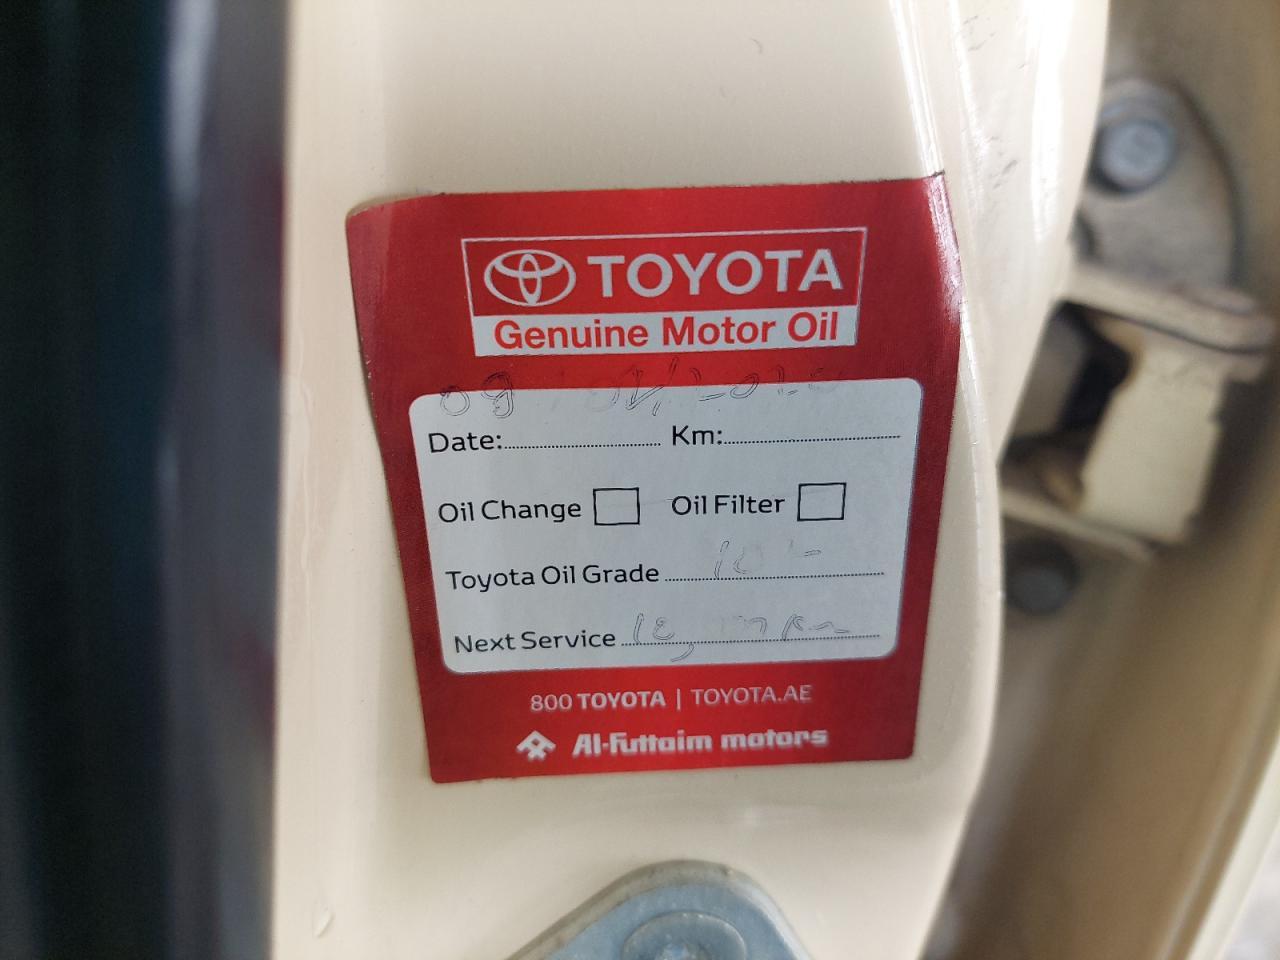 TOYOTA
Genuine Motor Oil
Date: Km:
Oil Change Oil Filter
Toyota Oil Grade
Next Service
800 TOYOTA | TOYOTA.AE
Al-Futtaim motors